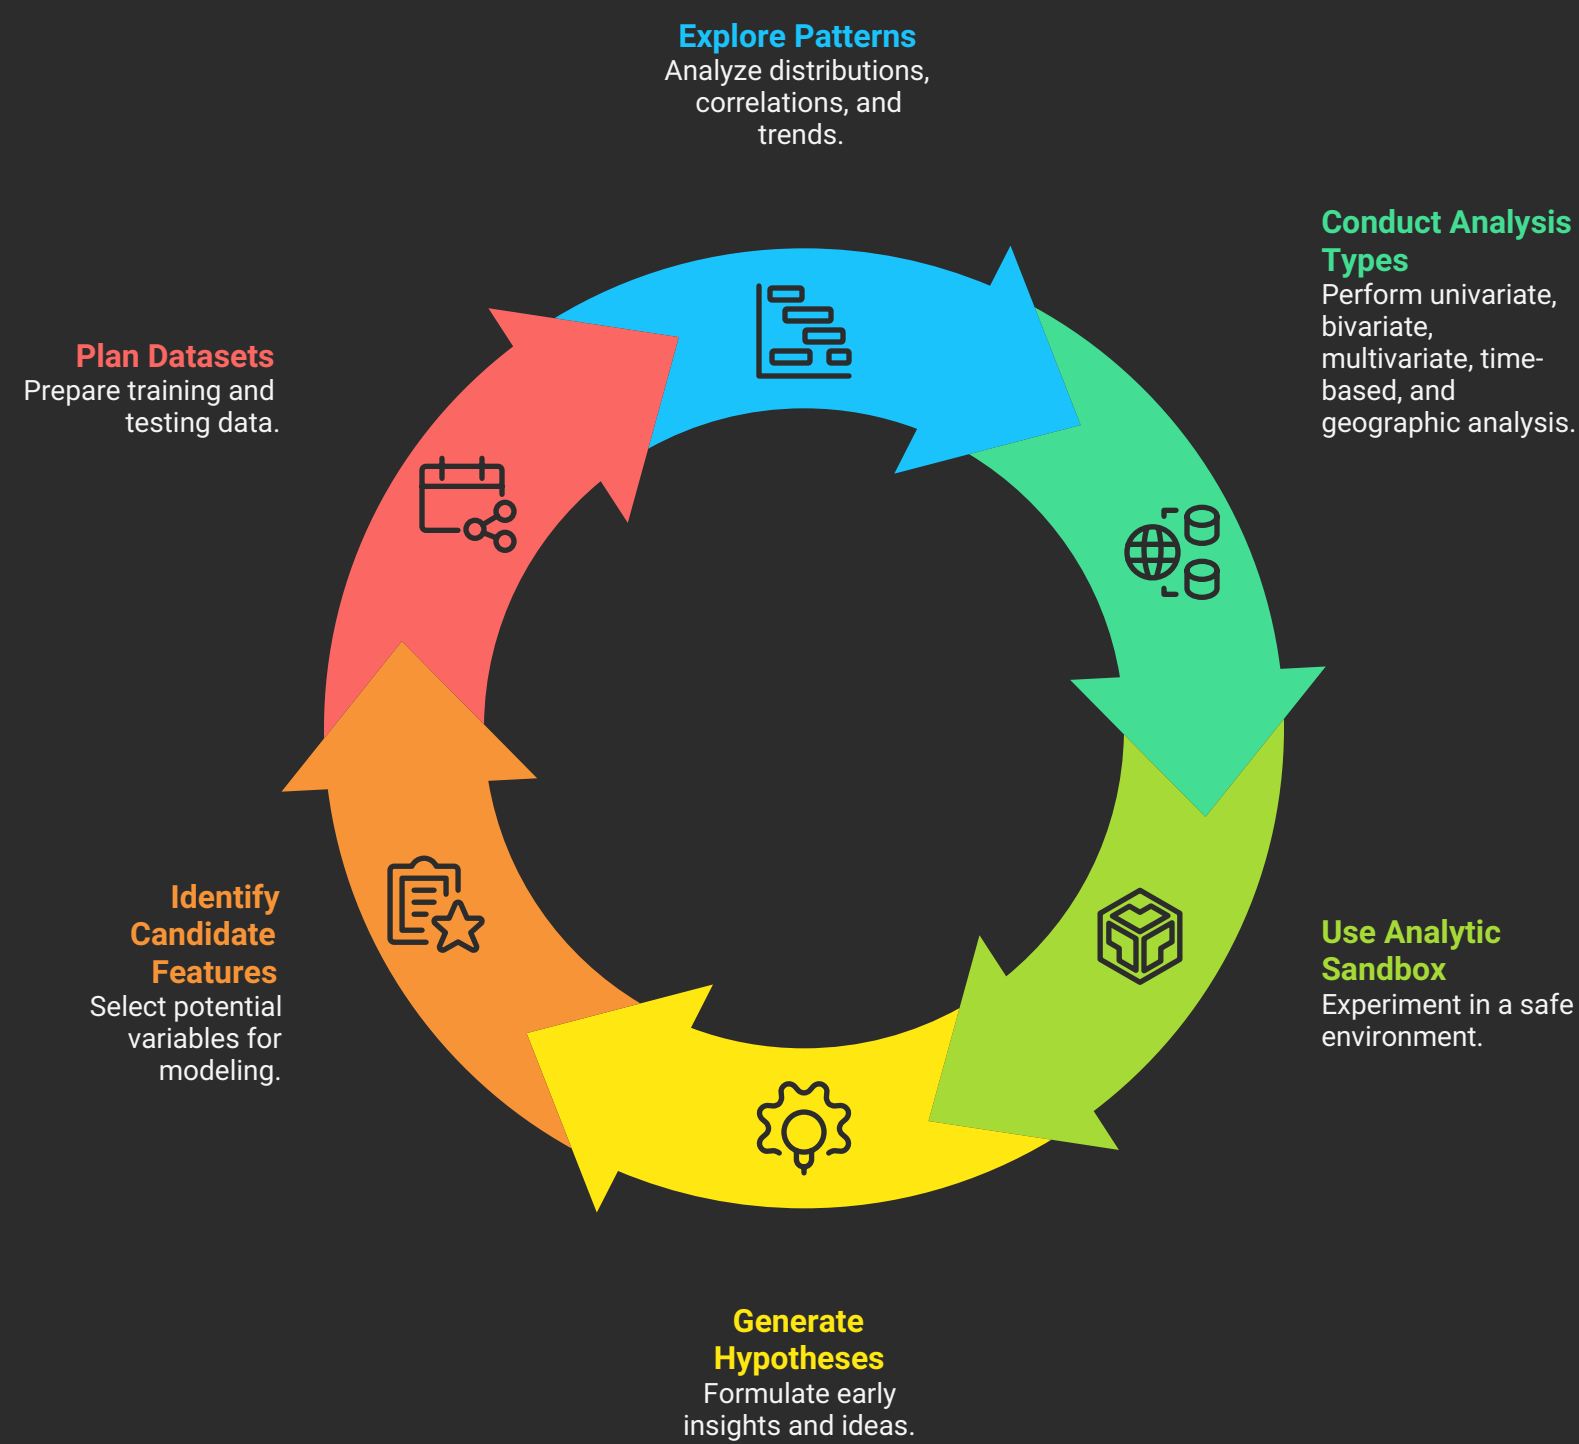 Explore Patterns
Analyze distributions,
correlations, and
trends.
Conduct Analysis
Types
Perform univariate,
bivariate,
multivariate, time-
based, and
geographic analysis.
Use Analytic
Sandbox
Experiment in a safe
environment.
Generate
Hypotheses
Formulate early
insights and ideas.
Identify
Candidate
Features
Select potential
variables for
modeling.
Plan Datasets
Prepare training and
testing data.